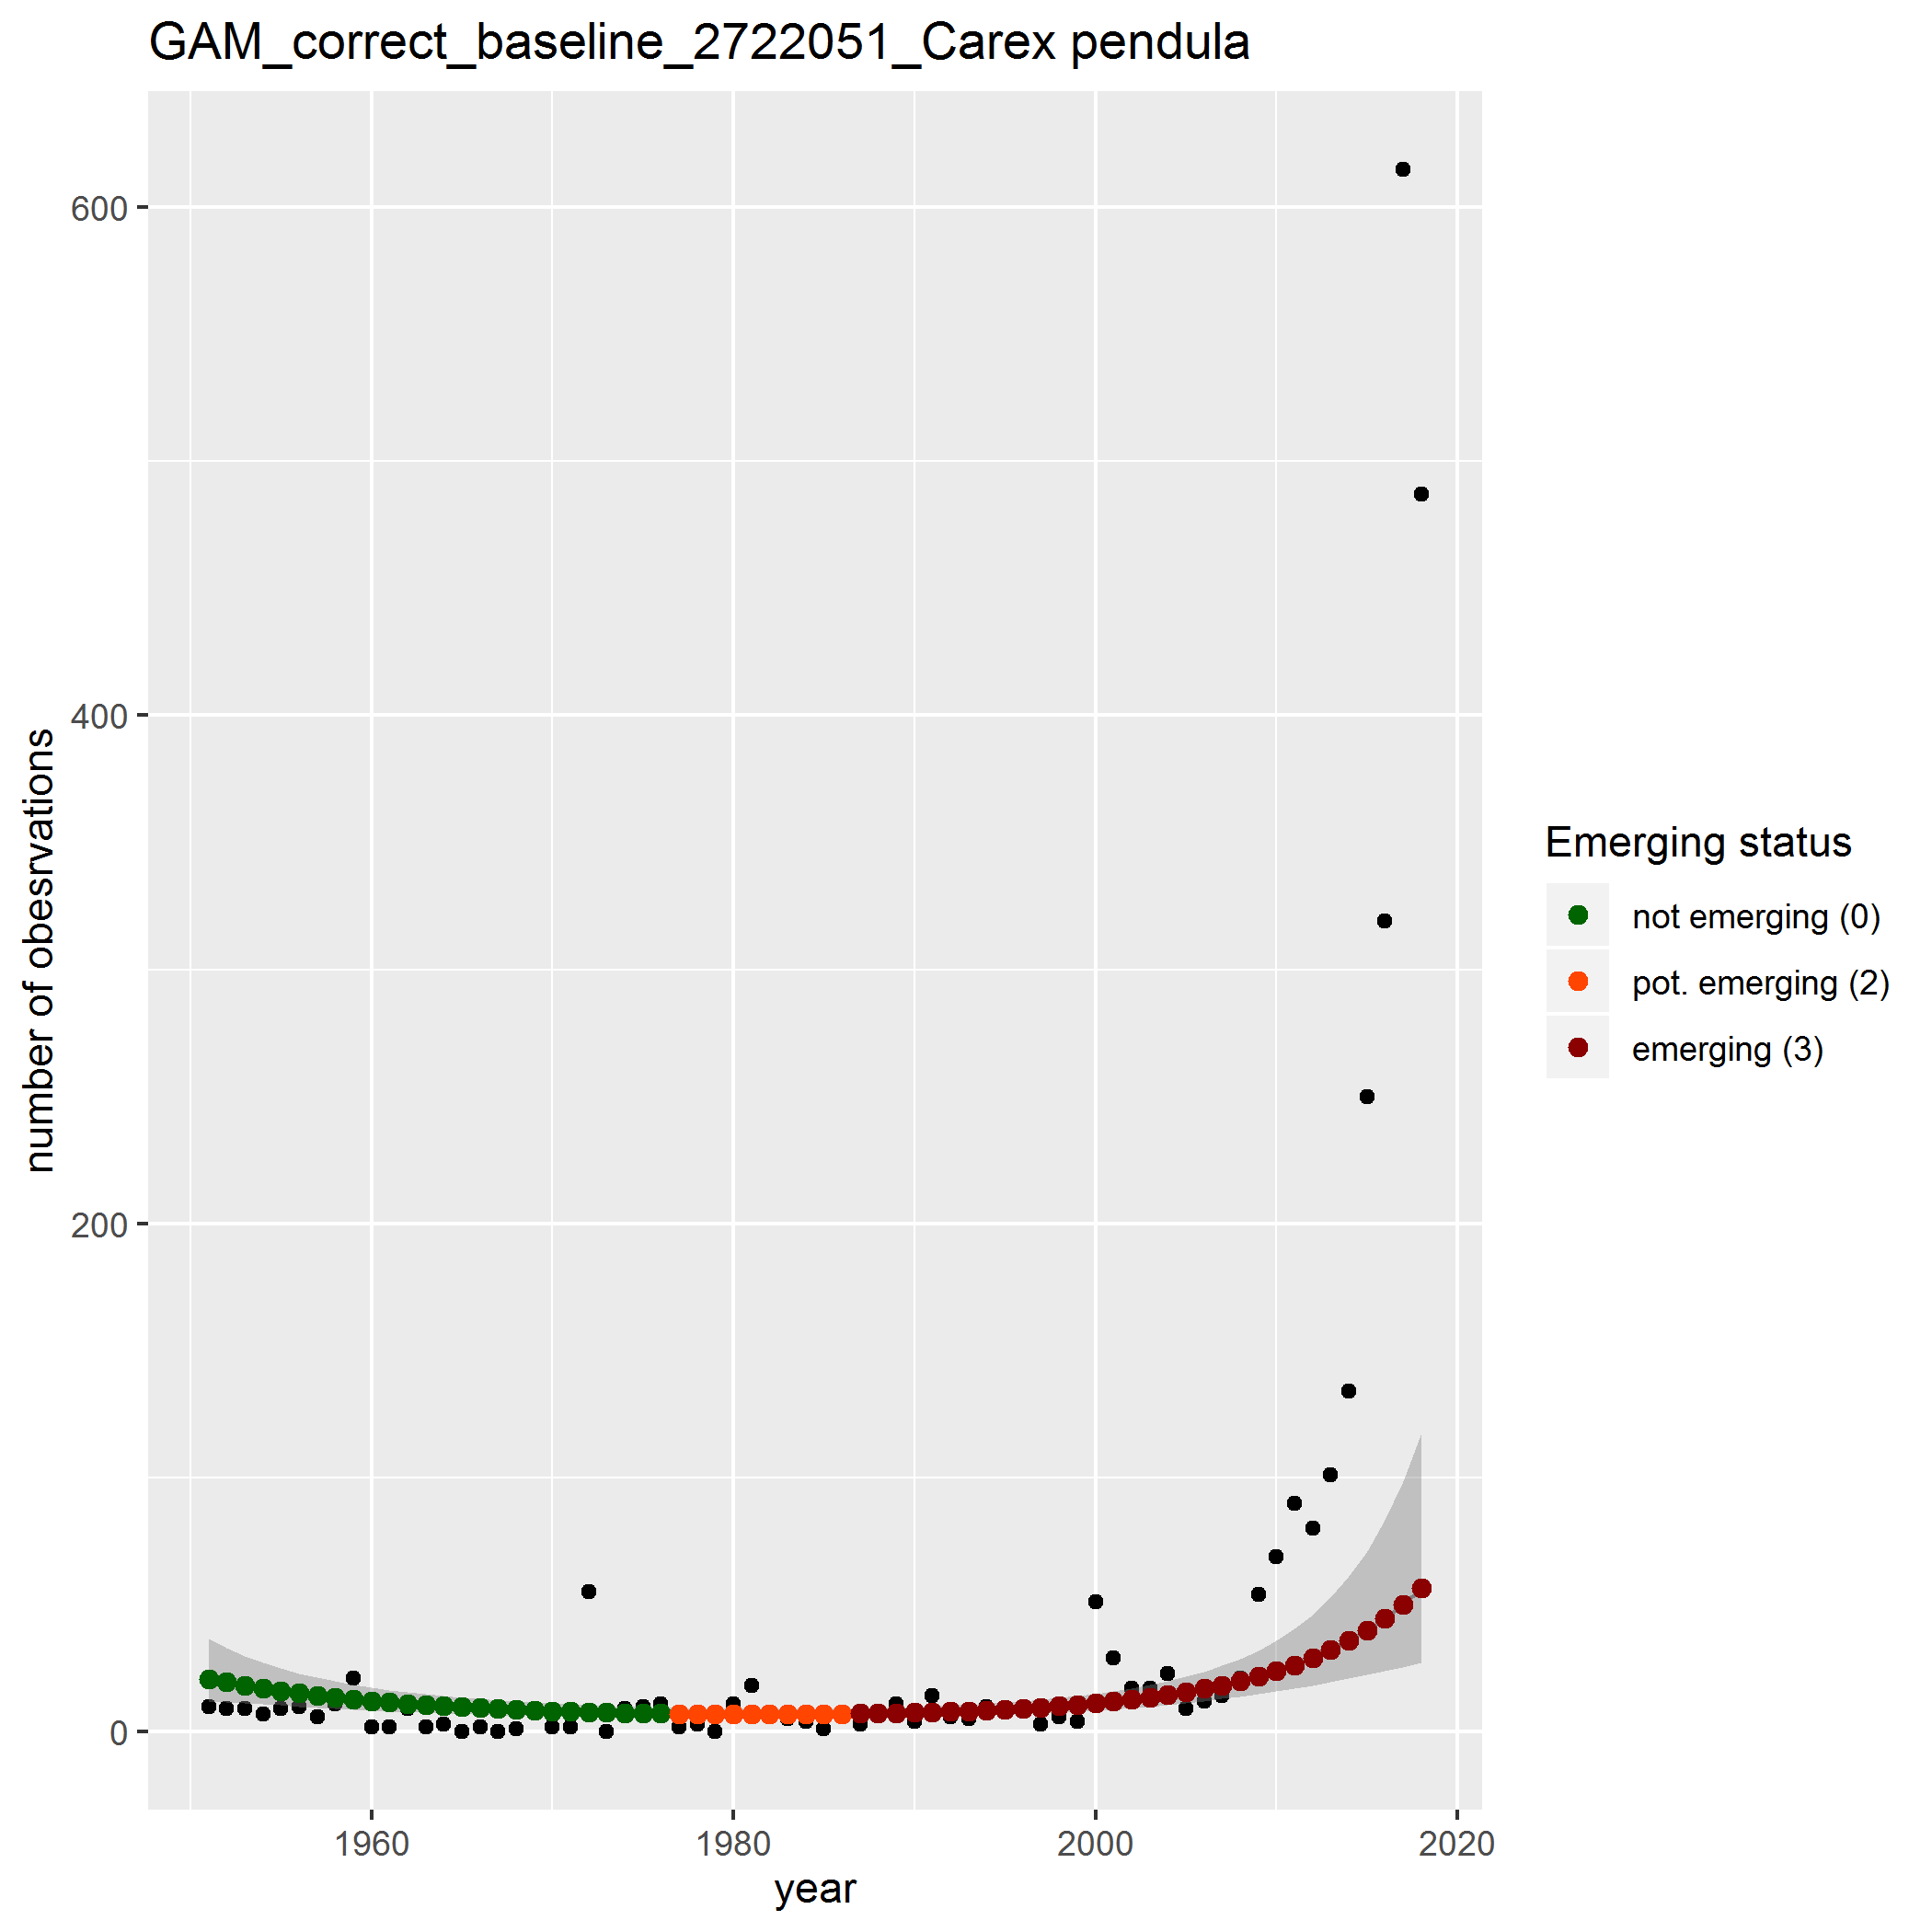 GAM_correct_baseline_2722051_Carex pendula
number of obesrvations
600
400
200
0
1960
1980
2000
2020
year
Emerging status
not emerging (0)
pot. emerging (2)
emerging (3)